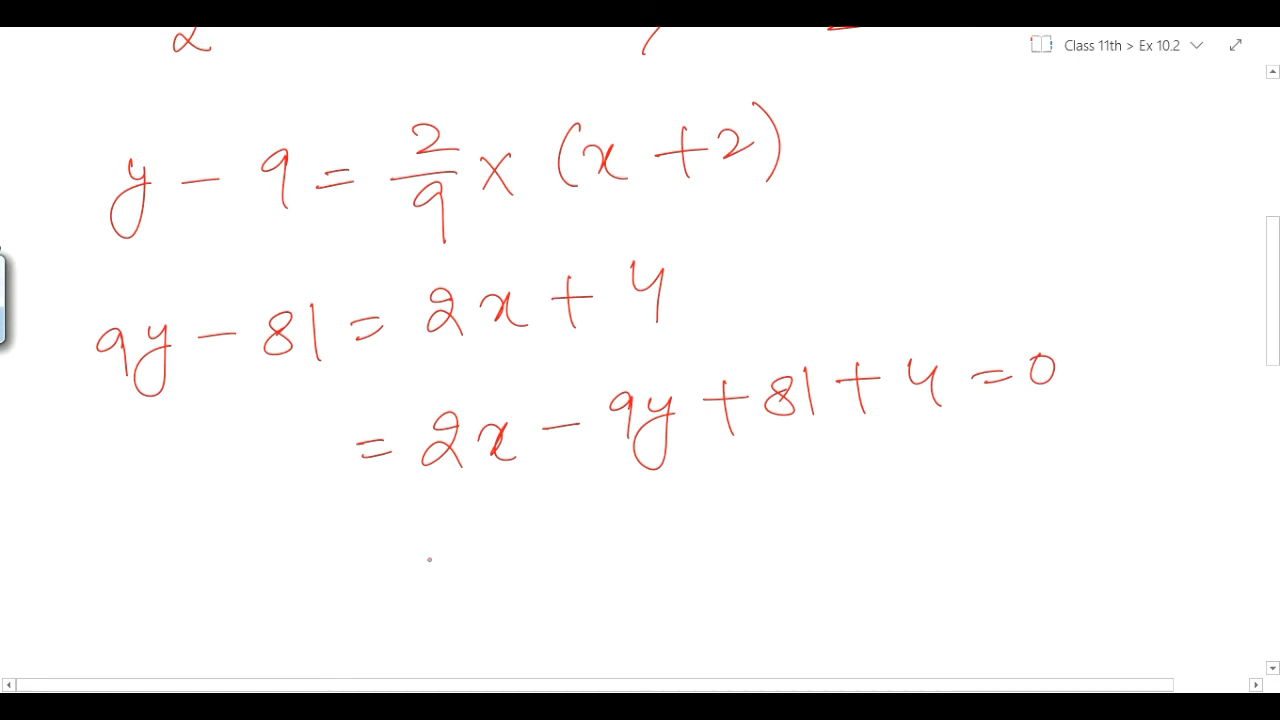 Class 11th > Ex 10.2
y - 9 = 2/9 × (x + 2)
9y - 81 = 2x + 4
= 2x - 9y + 81 + 4 = 0